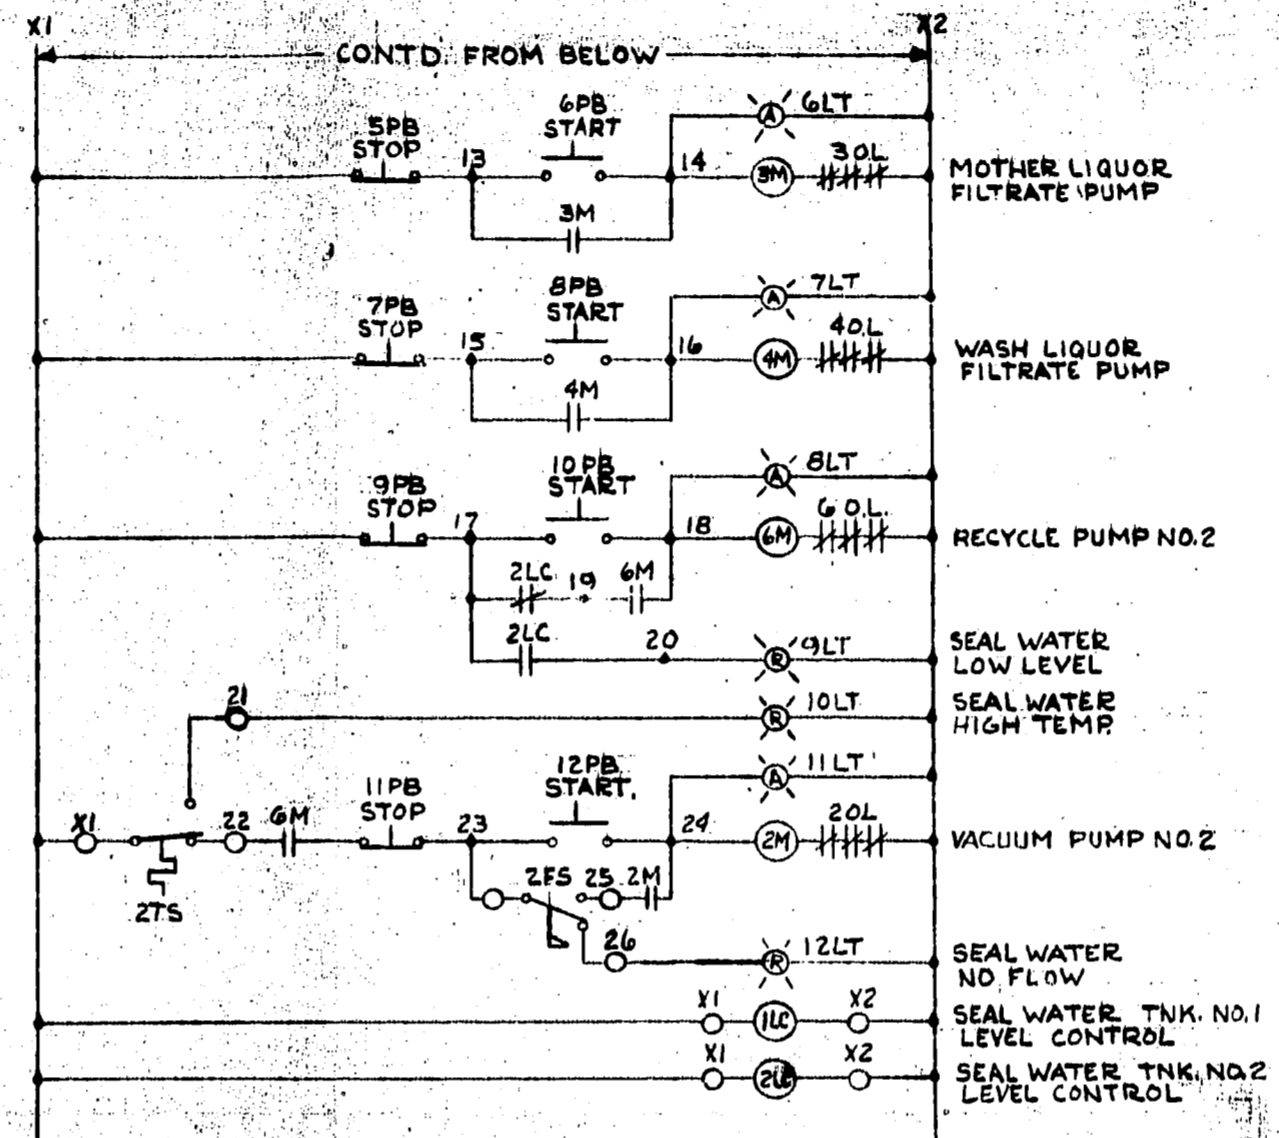 X1 X2
CONTD. FROM BELOW
6PB
START
6LT
A
5PB
STOP
13
14
3M
3OL
MOTHER LIQUOR
FILTRATE PUMP
3M
8PB
START
7LT
A
7PB
STOP
15
16
4M
4OL
WASH LIQUOR
FILTRATE PUMP
4M
10PB
START
8LT
A
9PB
STOP
17
18
6M
6 O.L.
RECYCLE PUMP NO.2
2LC 19 6M
2LC
20
R
9LT
SEAL WATER
LOW LEVEL
21
R
10LT
SEAL WATER
HIGH TEMP.
12PB
START.
11LT
A
X1
22
6M
11PB
STOP
23
24
2M
2OL
VACUUM PUMP NO.2
2TS
2FS 25 2M
26
R
12LT
SEAL WATER
NO FLOW
X1
1LC
X2
SEAL WATER TNK. NO.1
LEVEL CONTROL
X1
X2
SEAL WATER TNK. NO.2
LEVEL CONTROL